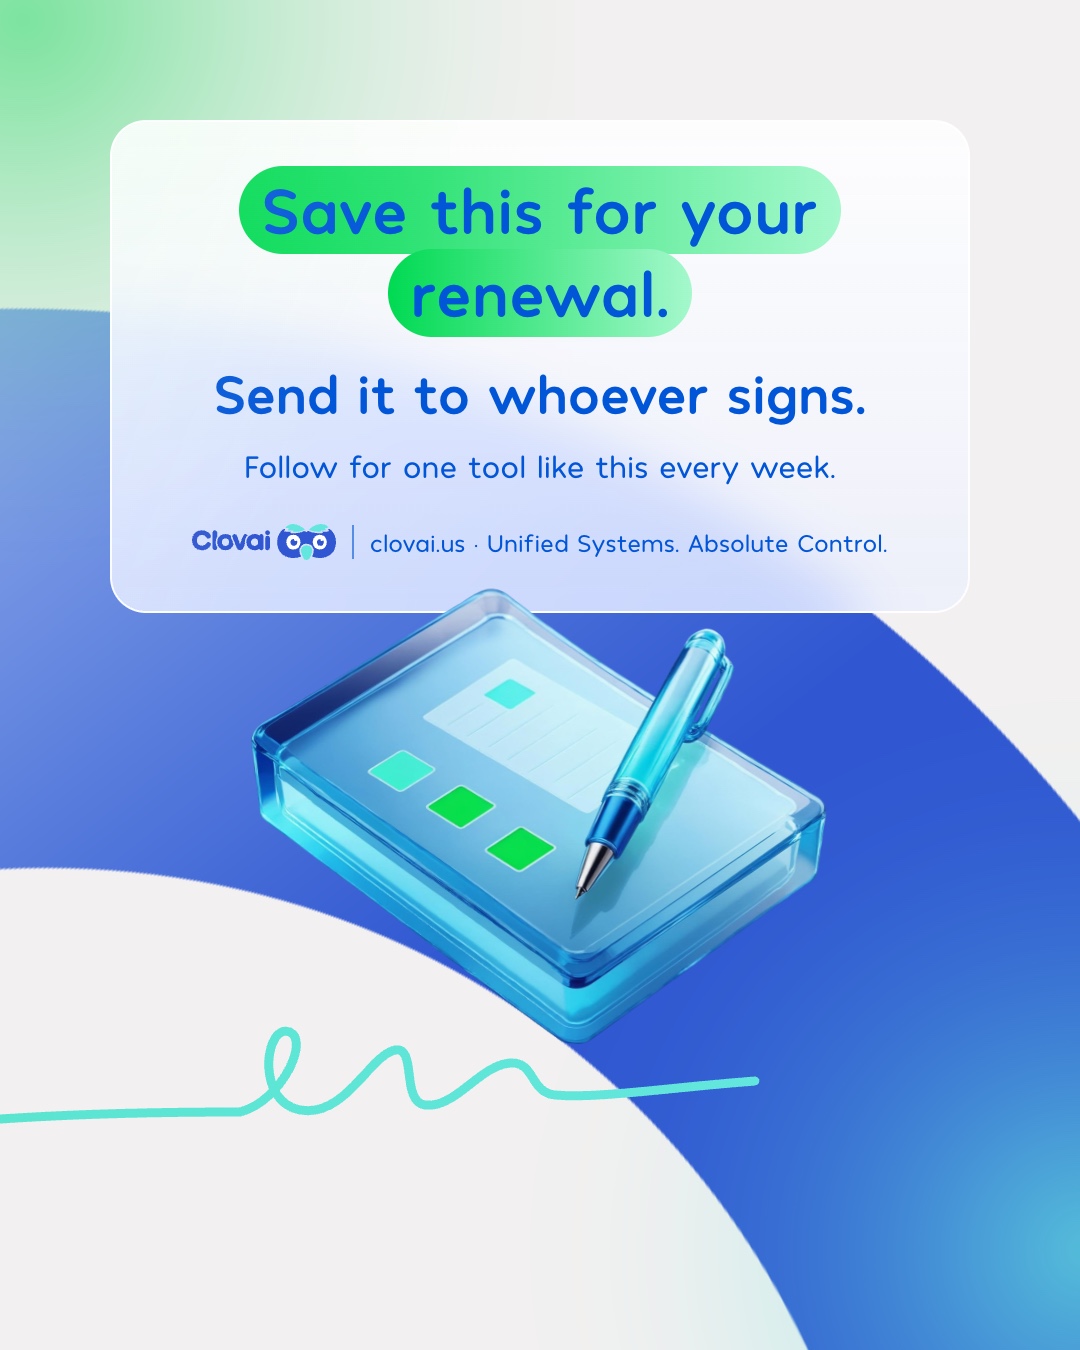 Save this for your
renewal.
Send it to whoever signs.
Follow for one tool like this every week.
Clovai | clovai.us · Unified Systems. Absolute Control.